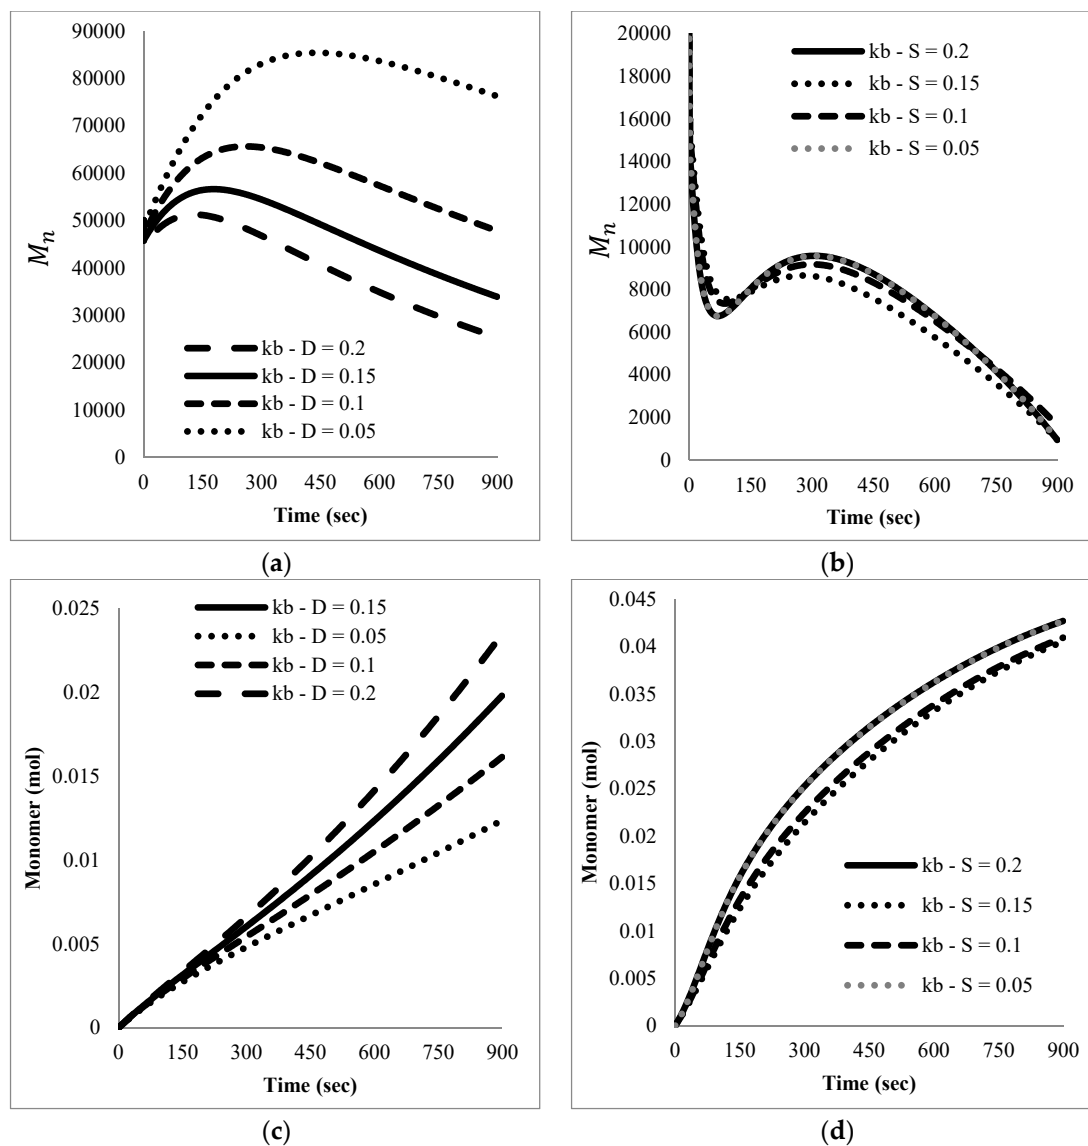 90000
80000
70000
60000
50000
40000
30000
20000
10000
0
Mn
kb - D = 0.2
kb - D = 0.15
kb - D = 0.1
kb - D = 0.05
0 150 300 450 600 750 900
Time (sec)
(a)
20000
18000
16000
14000
12000
10000
8000
6000
4000
2000
0
Mn
kb - S = 0.2
kb - S = 0.15
kb - S = 0.1
kb - S = 0.05
0 150 300 450 600 750 900
Time (sec)
(b)
0.025
0.02
0.015
0.01
0.005
0
Monomer (mol)
kb - D = 0.15
kb - D = 0.05
kb - D = 0.1
kb - D = 0.2
0 150 300 450 600 750 900
Time (sec)
(c)
0.045
0.04
0.035
0.03
0.025
0.02
0.015
0.01
0.005
0
Monomer (mol)
kb - S = 0.2
kb - S = 0.15
kb - S = 0.1
kb - S = 0.05
0 150 300 450 600 750 900
Time (sec)
(d)